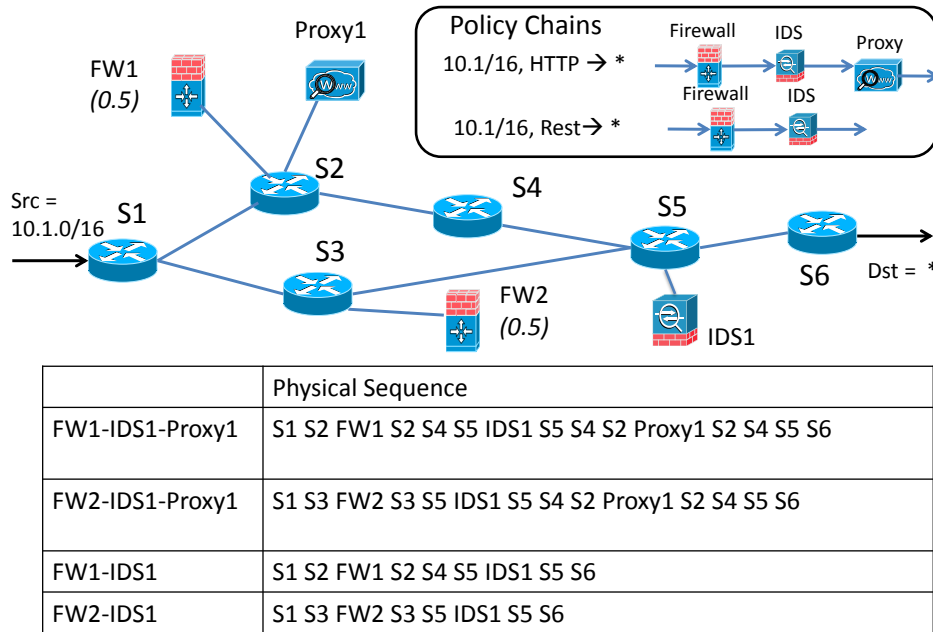 Policy Chains
Firewall
IDS
Proxy
10.1/16, HTTP → *
Firewall
IDS
10.1/16, Rest→ *
Proxy1
FW1
(0.5)
S2
S4
S5
Src =
10.1.0/16
S1
S3
FW2
(0.5)
IDS1
S6
Dst = *
Physical Sequence
FW1-IDS1-Proxy1
S1 S2 FW1 S2 S4 S5 IDS1 S5 S4 S2 Proxy1 S2 S4 S5 S6
FW2-IDS1-Proxy1
S1 S3 FW2 S3 S5 IDS1 S5 S4 S2 Proxy1 S2 S4 S5 S6
FW1-IDS1
S1 S2 FW1 S2 S4 S5 IDS1 S5 S6
FW2-IDS1
S1 S3 FW2 S3 S5 IDS1 S5 S6